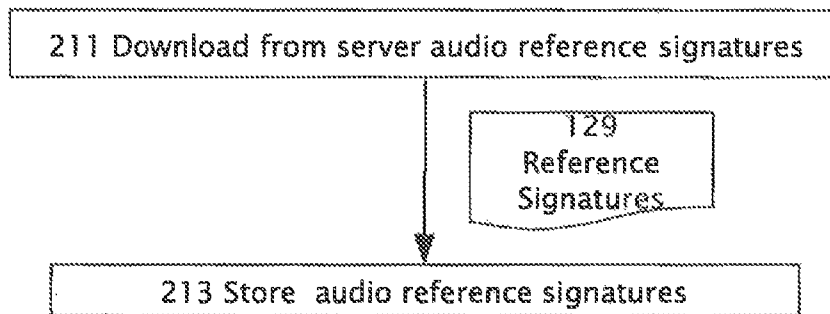 211 Download from server audio reference signatures
129
Reference
Signatures
213 Store audio reference signatures